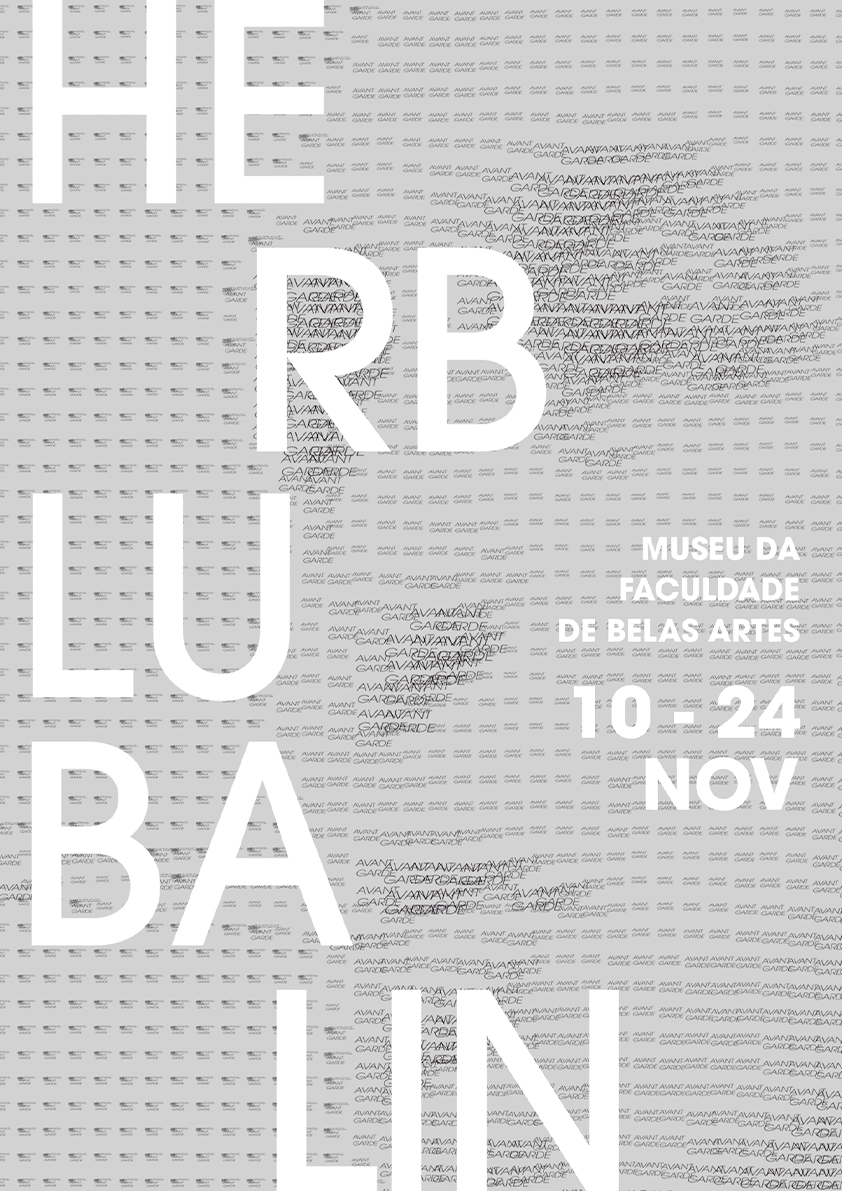 HE
RB
LU
BA
LIN
MUSEU DA
FACULDADE
DE BELAS ARTES
10 – 24
NOV
AVANT
GARDE